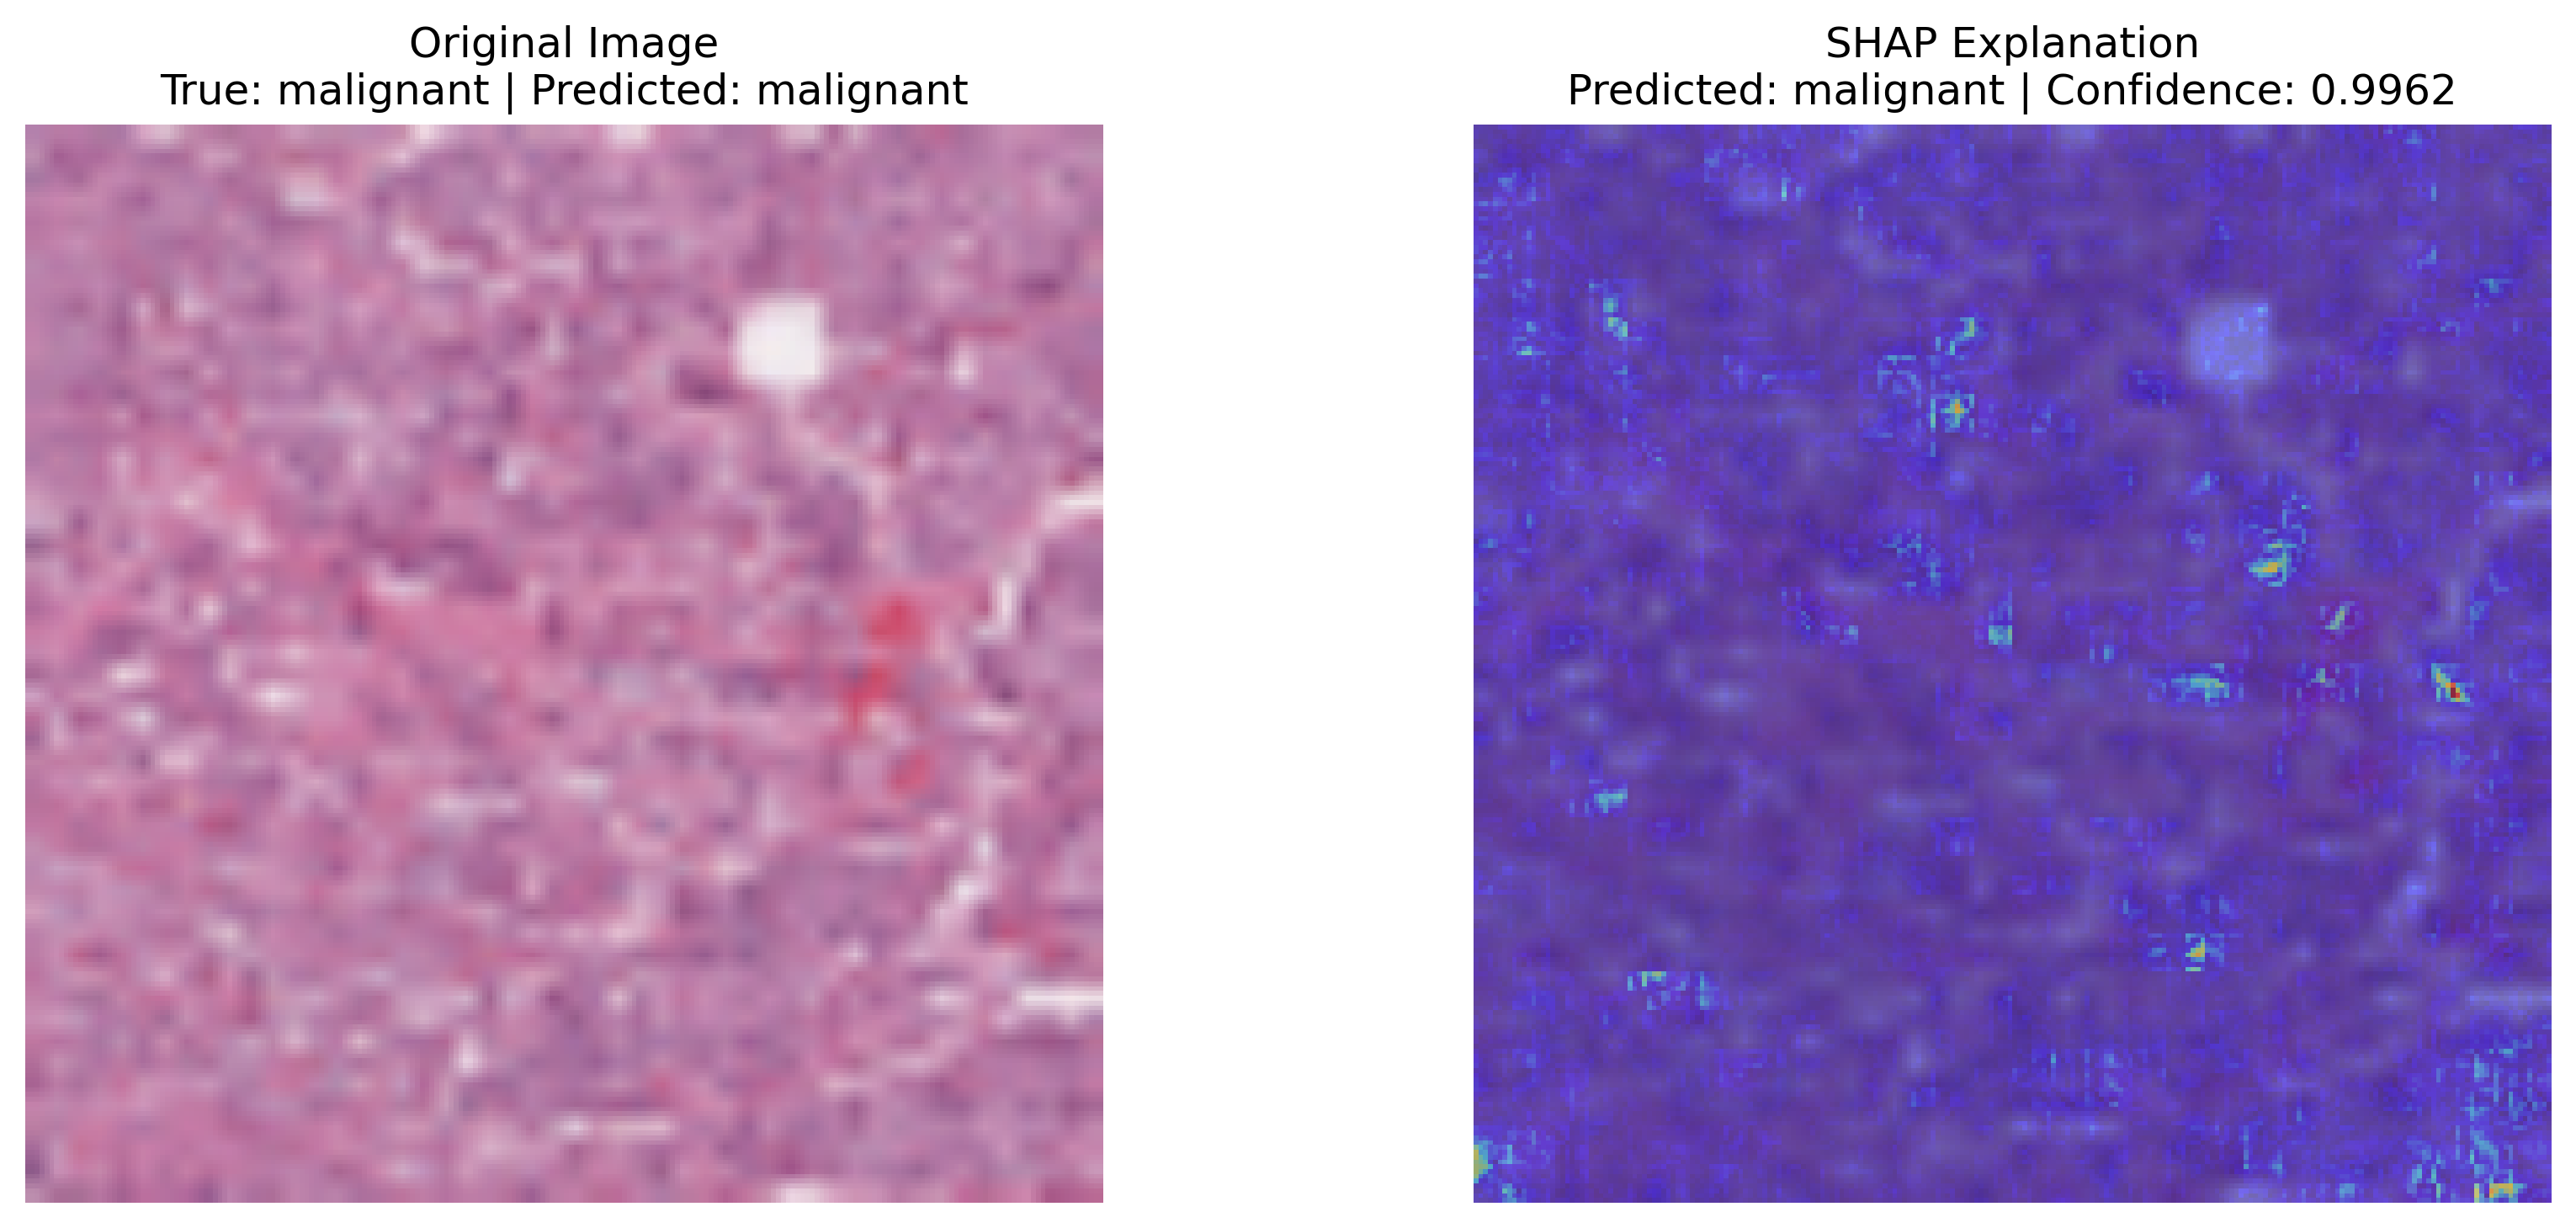 Original Image
True: malignant | Predicted: malignant
SHAP Explanation
Predicted: malignant | Confidence: 0.9962